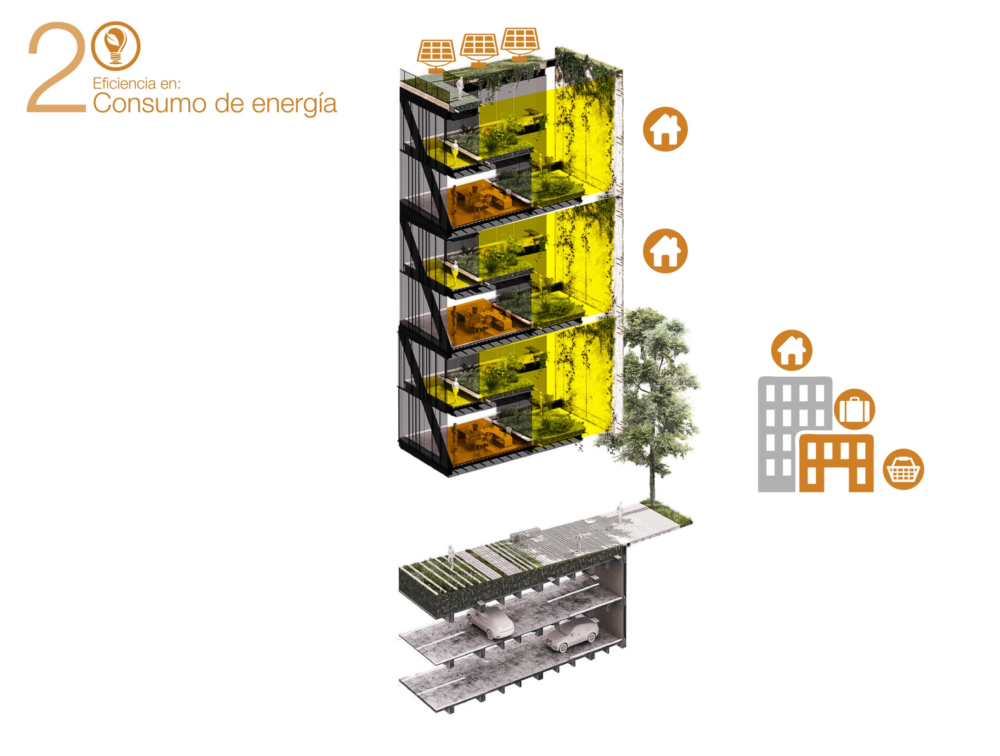 2
Eficiencia en:
Consumo de energía